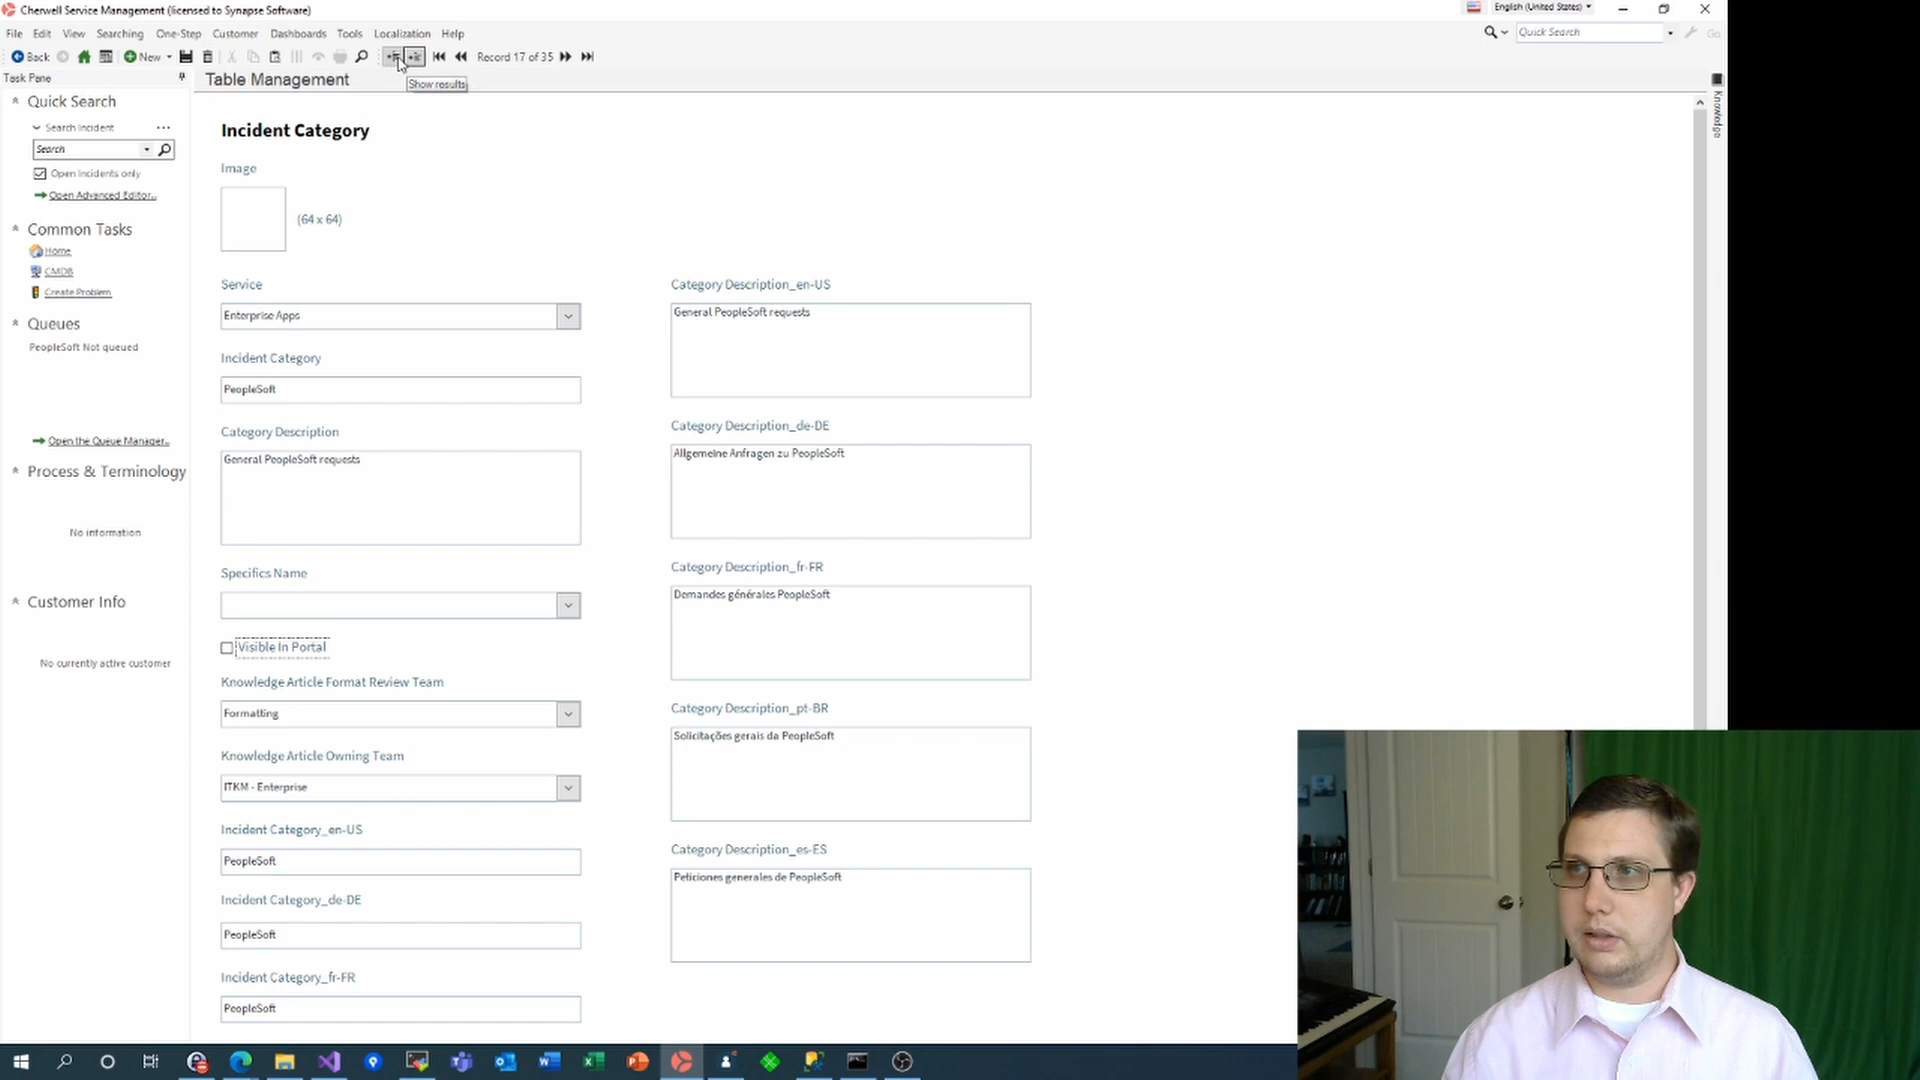 Cherwell Service Management (licensed to Synapse Software)
English (United States)
File Edit View Searching One-Step Customer Dashboards Tools Localization Help
Quick Search
Go
Back
New
Record 17 of 35
Show results
Task Pane
Table Management
Knowledge
Quick Search
Search Incident
Search
Open Incidents only
Open Advanced Editor...
Common Tasks
Home
CMDB
Create Problem
Queues
PeopleSoft Not queued
Open the Queue Manager...
Process & Terminology
No information
Customer Info
No currently active customer
Incident Category
Image
(64 x 64)
Service
Enterprise Apps
Incident Category
PeopleSoft
Category Description
General PeopleSoft requests
Specifics Name
Visible In Portal
Knowledge Article Format Review Team
Formatting
Knowledge Article Owning Team
ITKM - Enterprise
Incident Category_en-US
PeopleSoft
Incident Category_de-DE
PeopleSoft
Incident Category_fr-FR
PeopleSoft
Category Description_en-US
General PeopleSoft requests
Category Description_de-DE
Allgemeine Anfragen zu PeopleSoft
Category Description_fr-FR
Demandes générales PeopleSoft
Category Description_pt-BR
Solicitações gerais da PeopleSoft
Category Description_es-ES
Peticiones generales de PeopleSoft